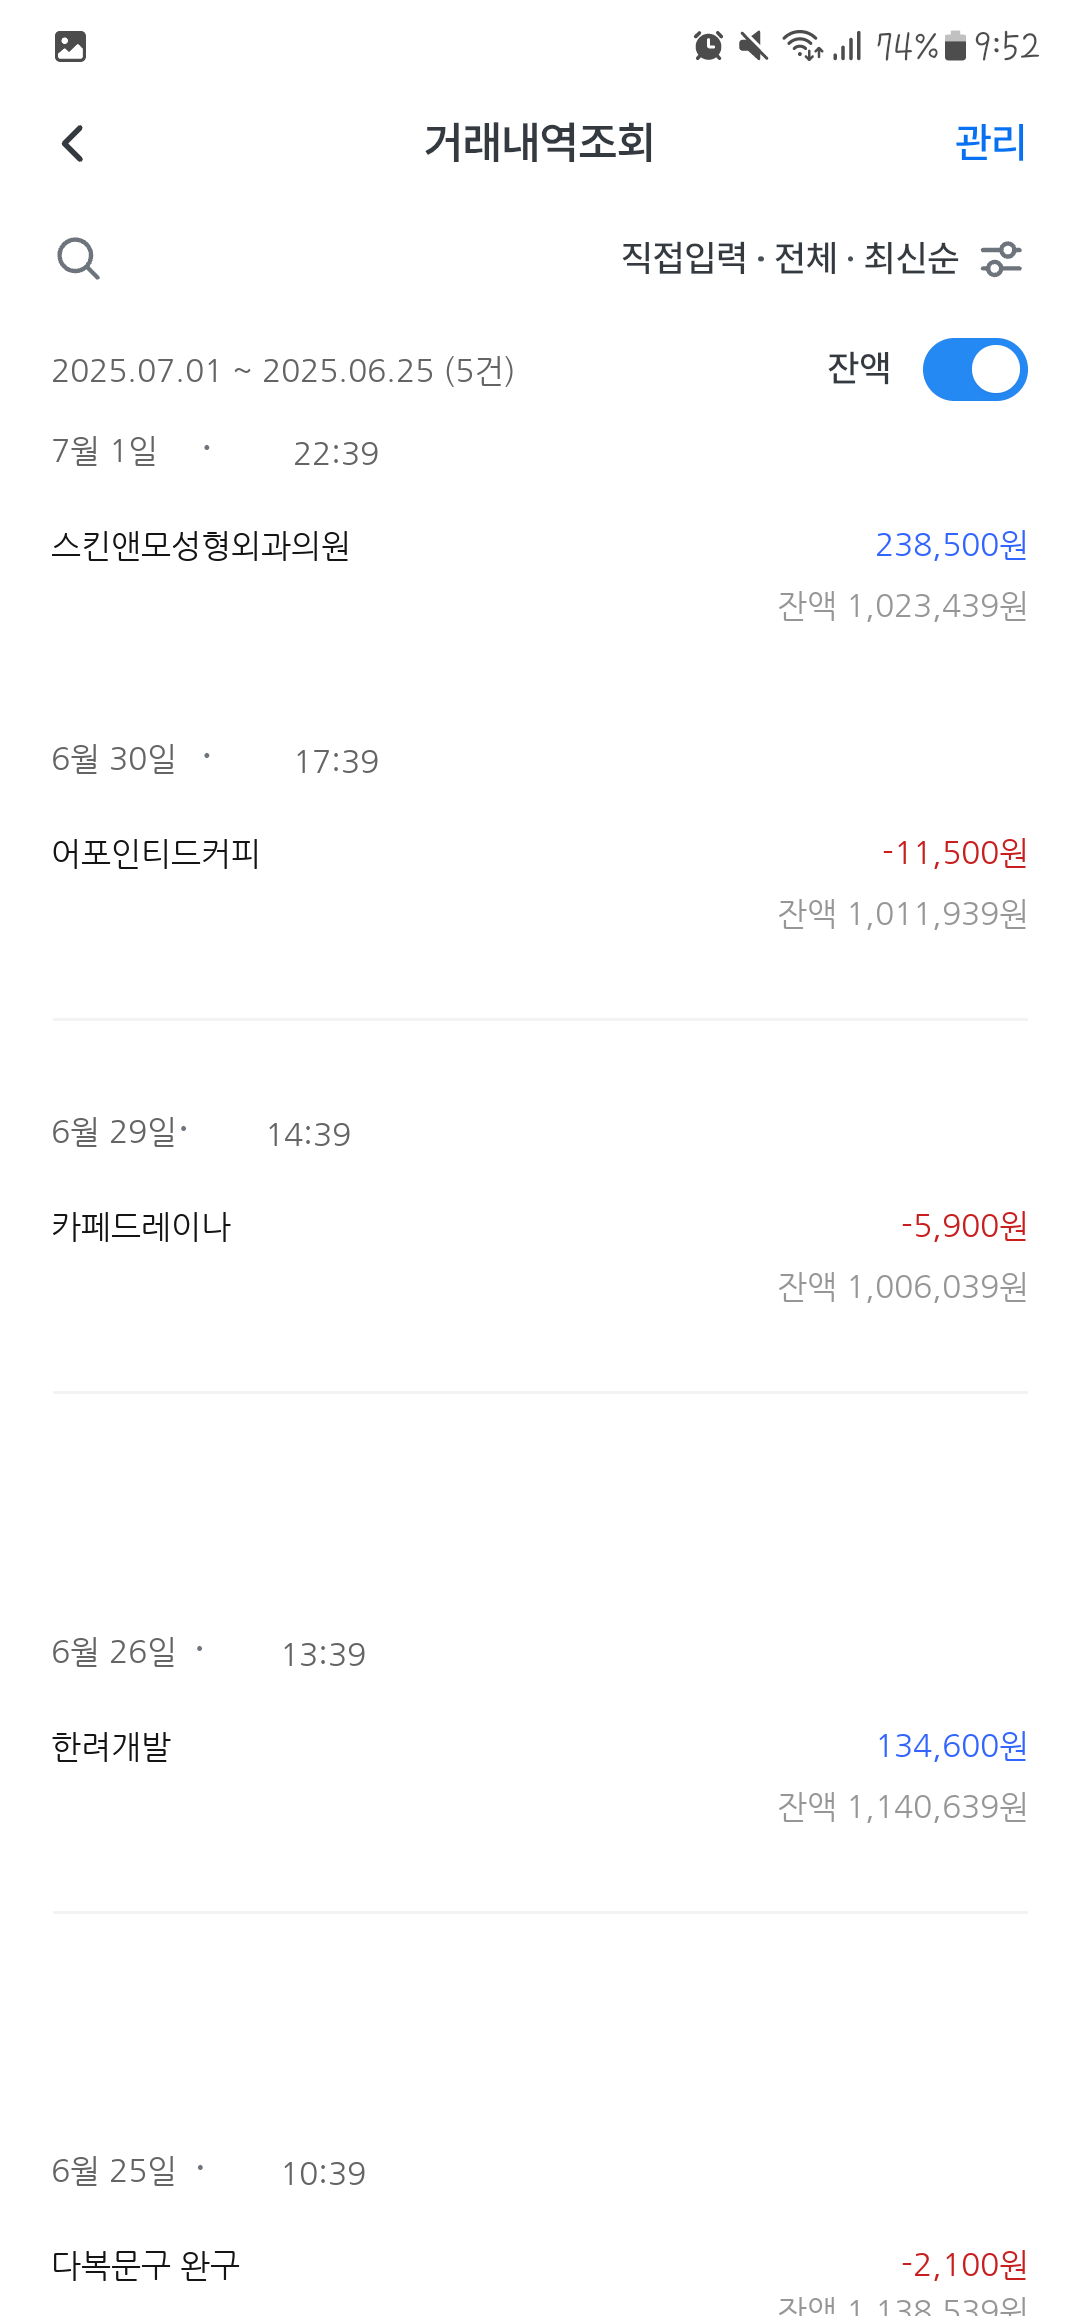 74% 9:52
거래내역조회 관리
직접입력 · 전체 · 최신순
2025.07.01 ~ 2025.06.25 (5건) 잔액
7월 1일 · 22:39
스킨앤모성형외과의원 238,500원
잔액 1,023,439원
6월 30일 · 17:39
어포인티드커피 -11,500원
잔액 1,011,939원
6월 29일· 14:39
카페드레이나 -5,900원
잔액 1,006,039원
6월 26일 · 13:39
한려개발 134,600원
잔액 1,140,639원
6월 25일 · 10:39
다복문구 완구 -2,100원
잔액 1,138,539원